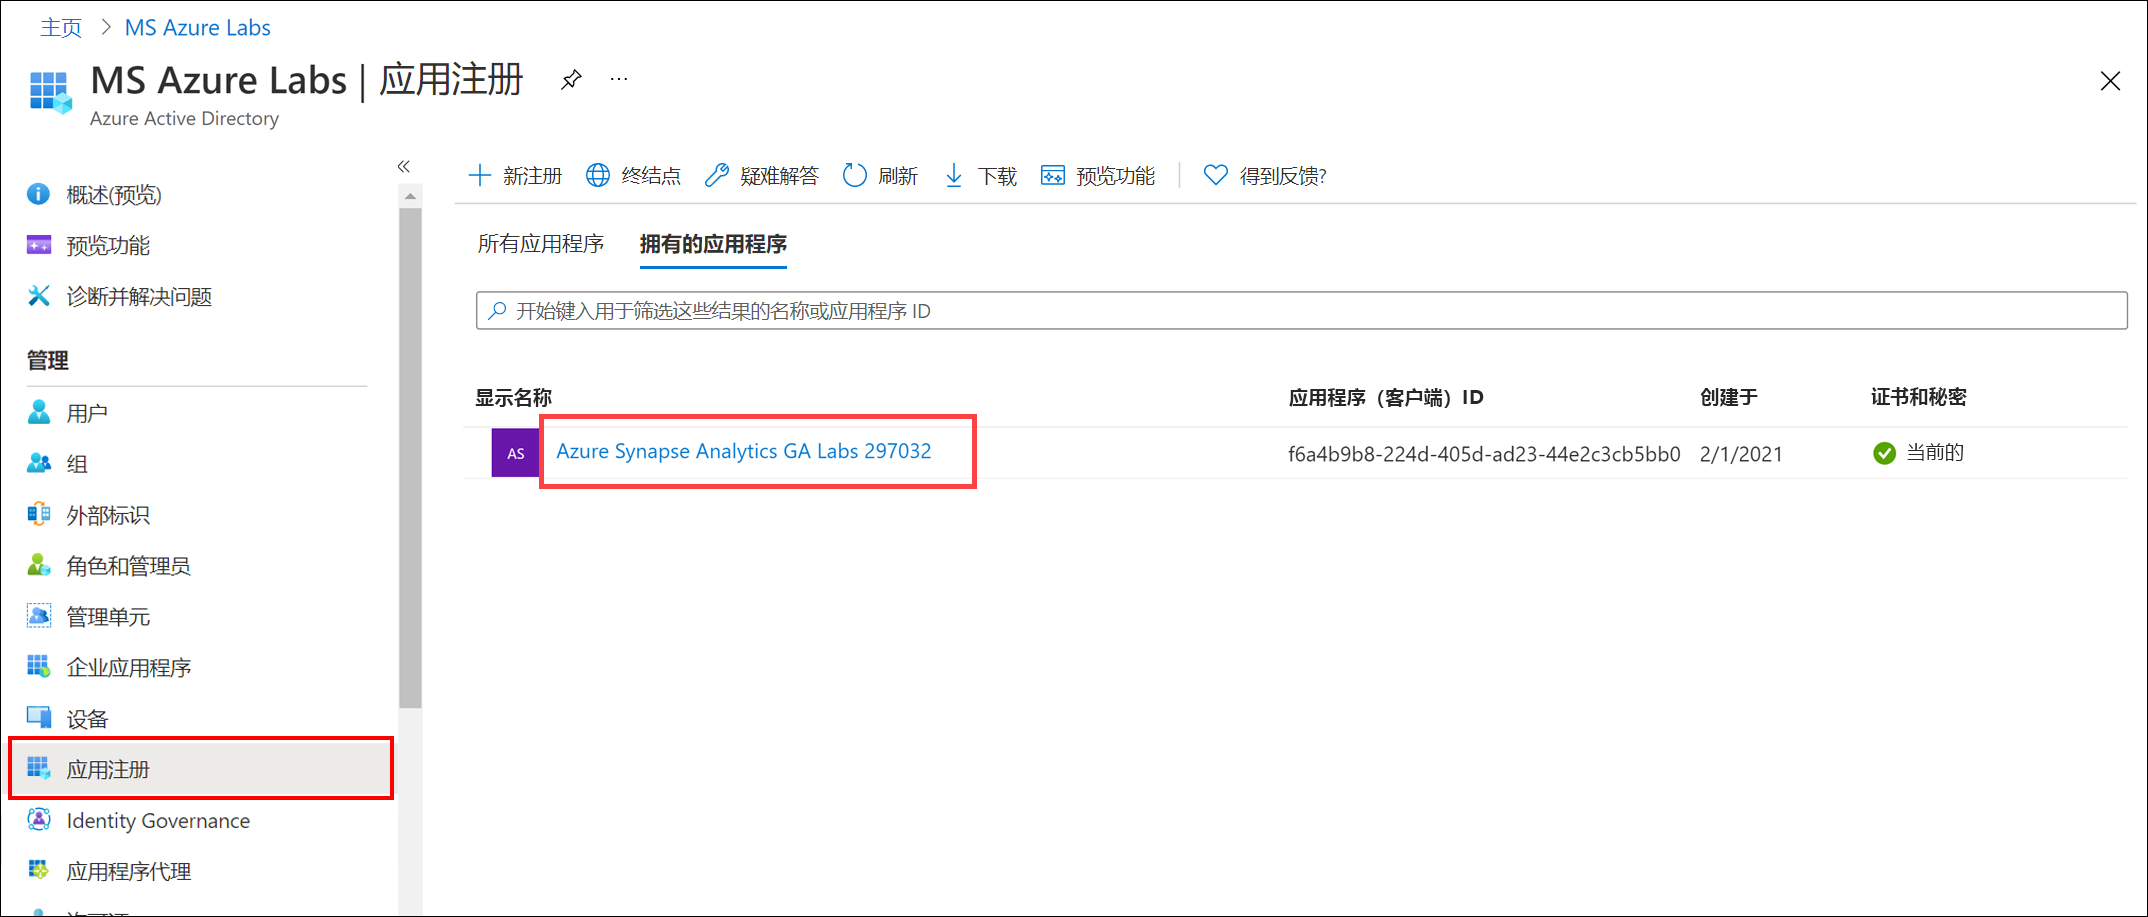 主页 > MS Azure Labs
MS Azure Labs | 应用注册
Azure Active Directory
概述(预览)
预览功能
诊断并解决问题
管理
用户
组
外部标识
角色和管理员
管理单元
企业应用程序
设备
应用注册
Identity Governance
应用程序代理
新注册 终结点 疑难解答 刷新 下载 预览功能 得到反馈?
所有应用程序 拥有的应用程序
开始键入用于筛选这些结果的名称或应用程序 ID
显示名称 应用程序（客户端）ID 创建于 证书和秘密
AS Azure Synapse Analytics GA Labs 297032 f6a4b9b8-224d-405d-ad23-44e2c3cb5bb0 2/1/2021 当前的